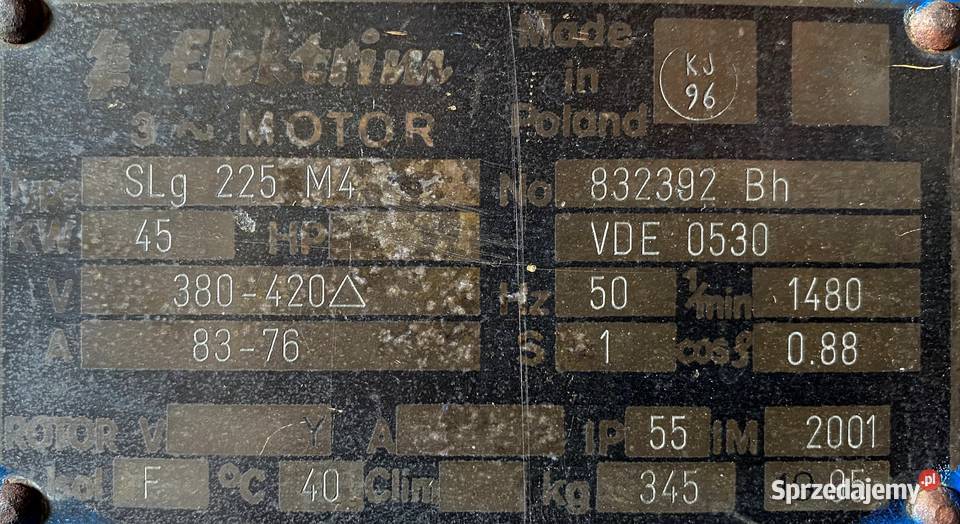 Elektrim
Made in Poland
KJ 96
3 ~ MOTOR
Type SLg 225 M4 No 832392 Bh
KW 45 HP VDE 0530
V 380-420△ Hz 50 1/min 1480
A 83-76 S 1 cosφ 0.88
ROTOR V Y A IP 55 IM 2001
Isol F °C 40 Clim kg 345
Sprzedajemy.pl